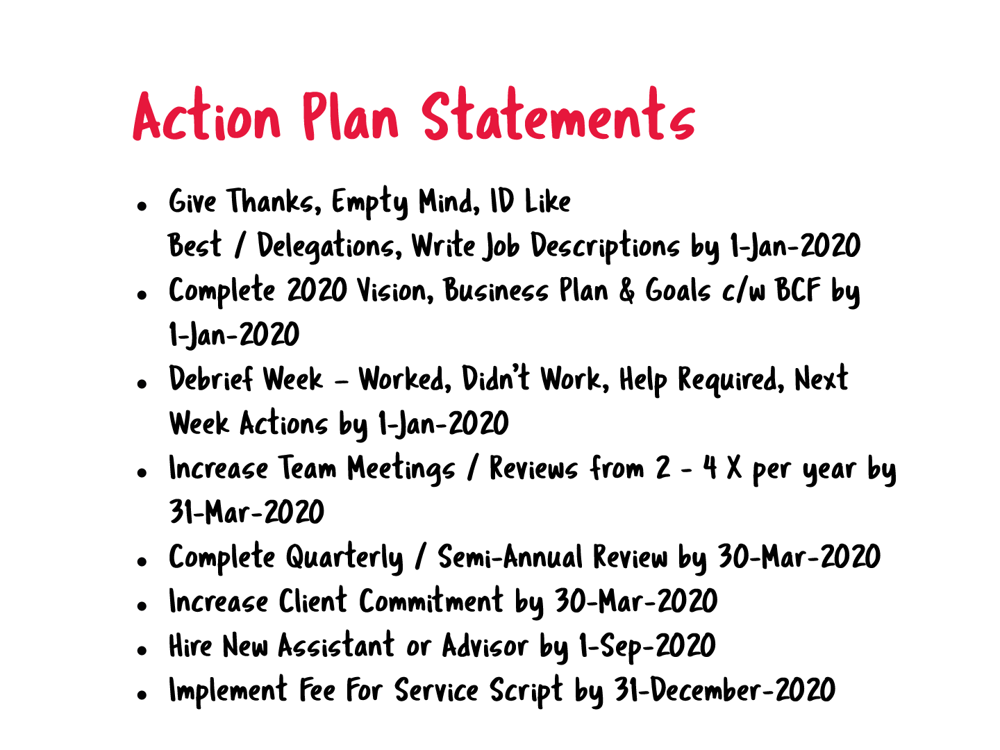 Action Plan Statements
• Give Thanks, Empty Mind, ID Like
Best / Delegations, Write Job Descriptions by 1-Jan-2020
• Complete 2020 Vision, Business Plan & Goals c/w BCF by
1-Jan-2020
• Debrief Week – Worked, Didn’t Work, Help Required, Next
Week Actions by 1-Jan-2020
• Increase Team Meetings / Reviews from 2 - 4 X per year by
31-Mar-2020
• Complete Quarterly / Semi-Annual Review by 30-Mar-2020
• Increase Client Commitment by 30-Mar-2020
• Hire New Assistant or Advisor by 1-Sep-2020
• Implement Fee For Service Script by 31-December-2020